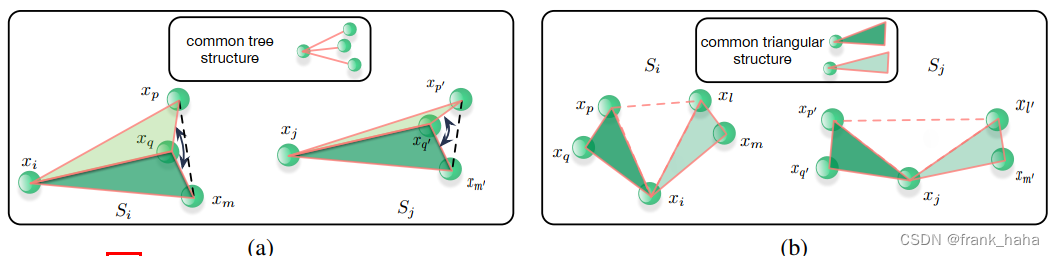 common tree
structure
x_p
x_q
x_i
x_m
S_i
x_{p'}
x_j
x_{q'}
x_{m'}
S_j
(a)
common triangular
structure
S_i
S_j
x_p
x_l
x_q
x_m
x_i
x_{p'}
x_{l'}
x_{q'}
x_{m'}
x_j
(b)
CSDN @frank_haha